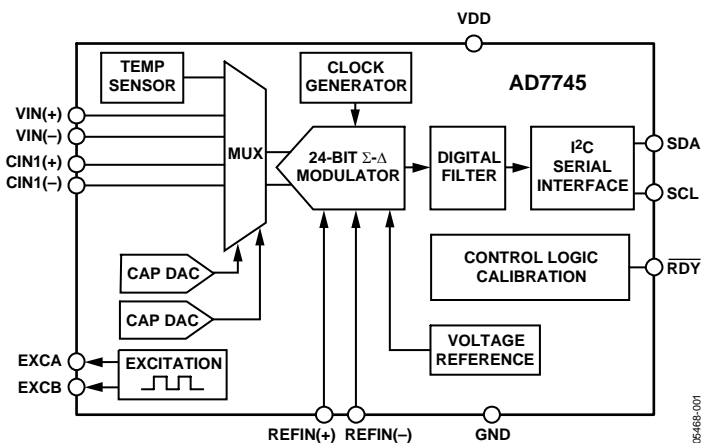 VDD
TEMP
SENSOR
CLOCK
GENERATOR
AD7745
VIN(+)
VIN(–)
CIN1(+)
CIN1(–)
MUX
24-BIT Σ-Δ
MODULATOR
DIGITAL
FILTER
I²C
SERIAL
INTERFACE
SDA
SCL
CAP DAC
CAP DAC
CONTROL LOGIC
CALIBRATION
RDY
EXCA
EXCB
EXCITATION
VOLTAGE
REFERENCE
REFIN(+)
REFIN(–)
GND
05468-001